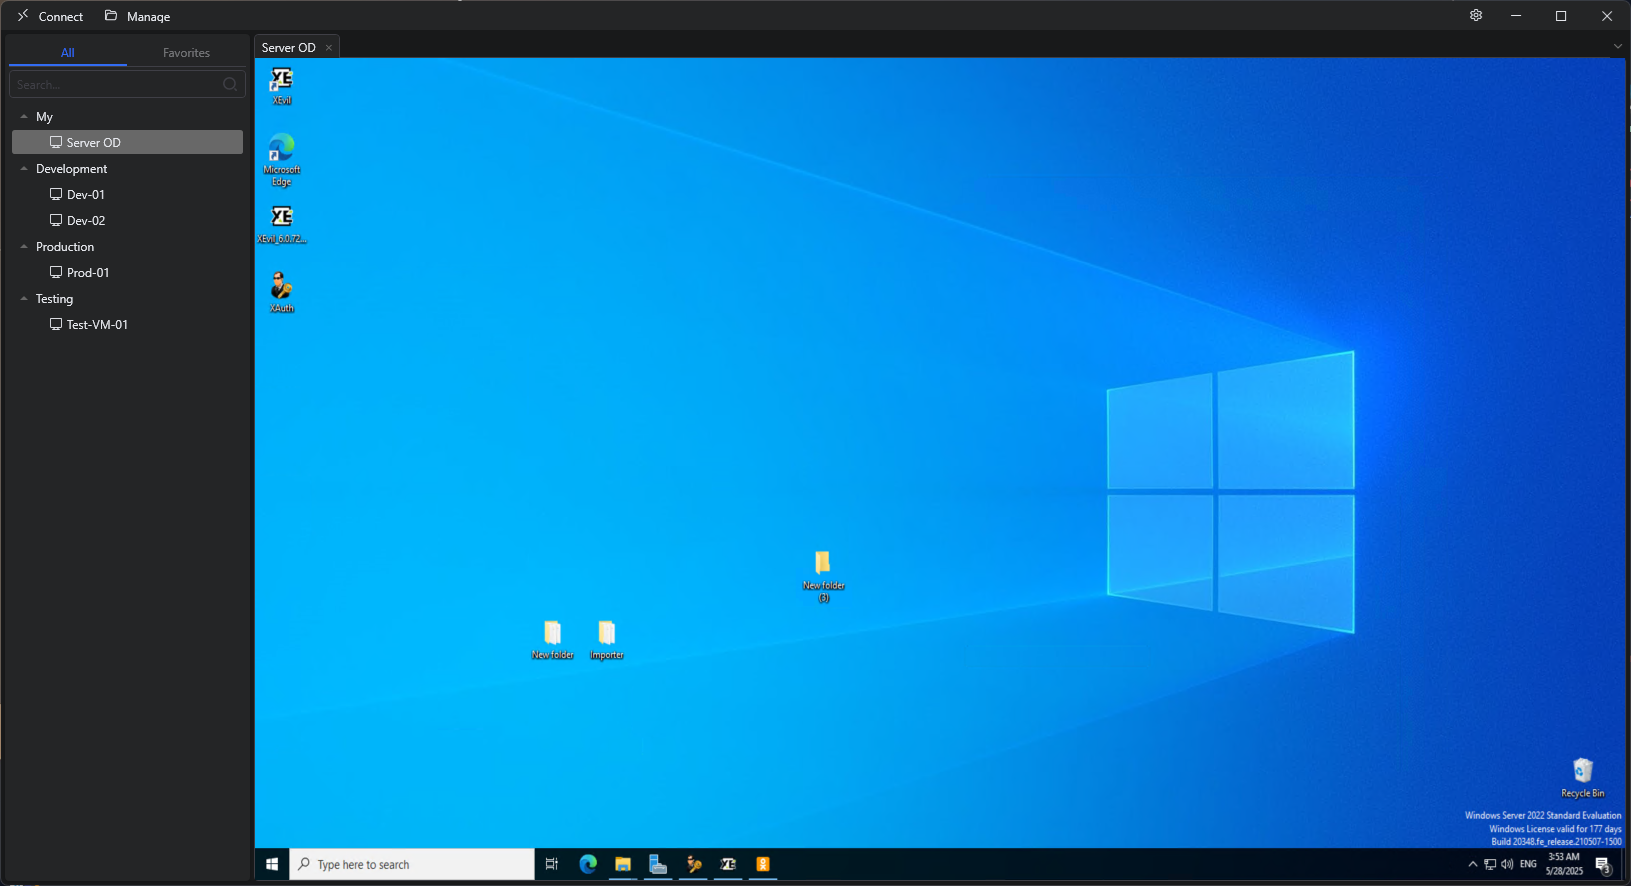 Connect
Manage
All
Favorites
Search...
My
Server OD
Development
Dev-01
Dev-02
Production
Prod-01
Testing
Test-VM-01
Server OD
XEvil
Microsoft
Edge
XE
XEvil_6.0.72...
XAuth
New folder
(3)
New folder
Importer
Recycle Bin
Windows Server 2022 Standard Evaluation
Windows License valid for 177 days
Build 20348.fe_release.210507-1500
Type here to search
ENG
3:53 AM
5/28/2025
3